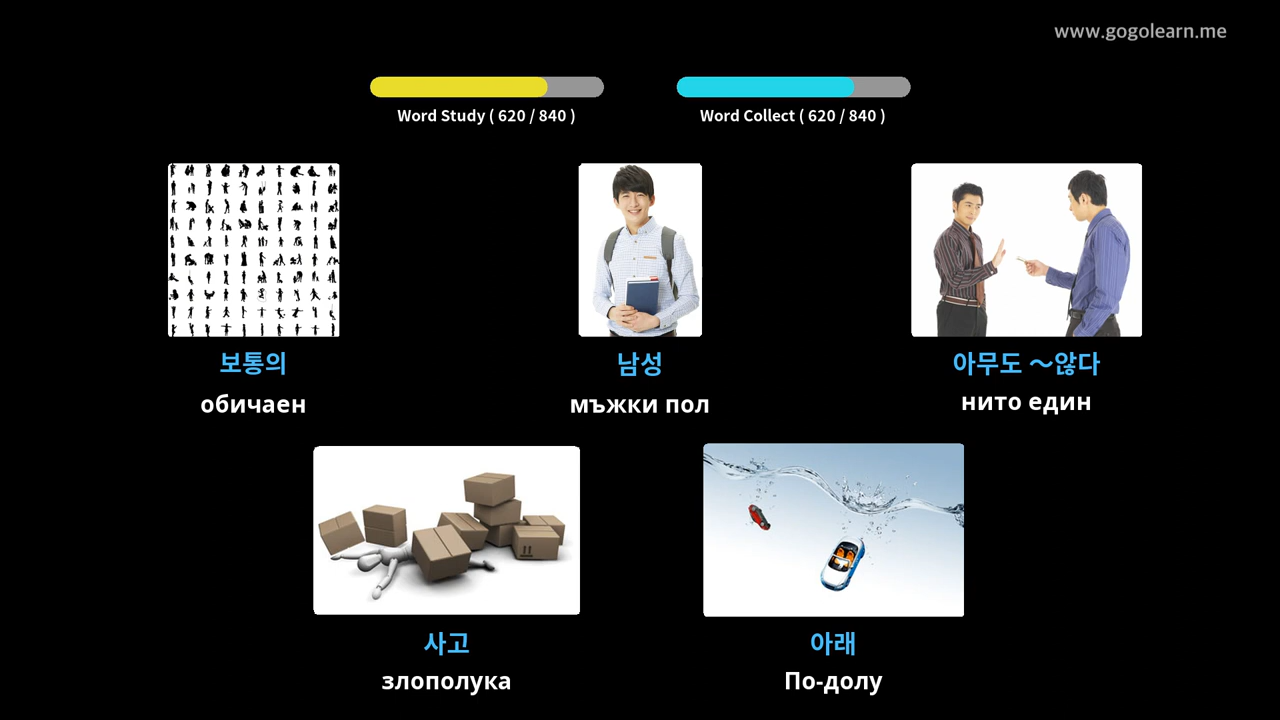 www.gogolearn.me
Word Study ( 620 / 840 )
Word Collect ( 620 / 840 )
보통의
обичаен
남성
мъжки пол
아무도 ～않다
нито един
사고
злополука
아래
По-долу